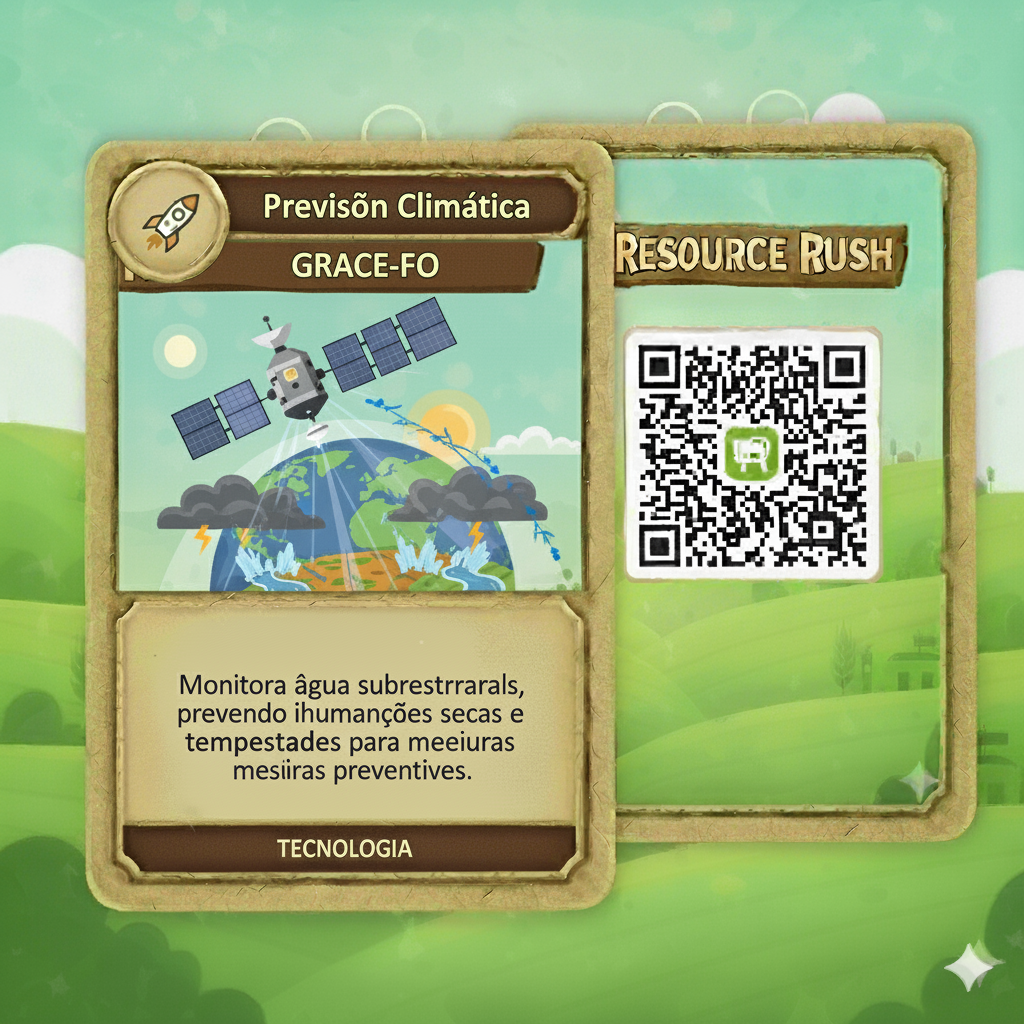 Previsõn Climática
GRACE-FO
RESOURCE RUSH
Monitora âgua subrestrrarals,
prevendo ihumanções secas e
tempestades para meeiuras
mesiiras preventives.
TECNOLOGIA